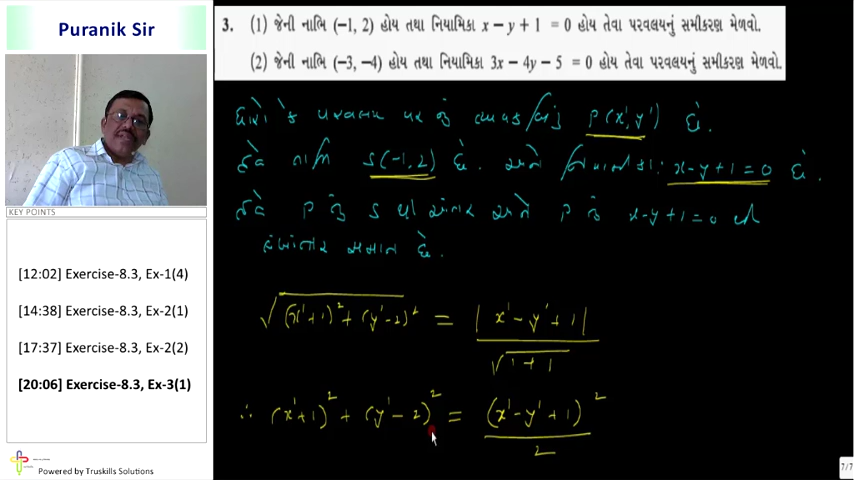 Puranik Sir
KEY POINTS
[12:02] Exercise-8.3, Ex-1(4)
[14:38] Exercise-8.3, Ex-2(1)
[17:37] Exercise-8.3, Ex-2(2)
[20:06] Exercise-8.3, Ex-3(1)
Powered by Truskills Solutions
3. (1) જેની નાભિ (−1, 2) હોય તથા નિયામિકા x − y + 1 = 0 હોય તેવા પરવલયનું સમીકરણ મેળવો.
(2) જેની નાભિ (−3, −4) હોય તથા નિયામિકા 3x − 4y − 5 = 0 હોય તેવા પરવલયનું સમીકરણ મેળવો.
ધારો કે પરવલય પર નું P(x', y') છે.
હવે નાભિ S(-1, 2) છે. અને નિયામિકા: x-y+1=0 છે.
હવે P નું S થી અંતર અને P નું x-y+1=0 થી
લંબાંતર સમાન છે.
√((x'+1)² + (y'-2)²) = |x'-y'+1| / √(1+1)
∴ (x'+1)² + (y'-2)² = (x'-y'+1)² / 2
7/7